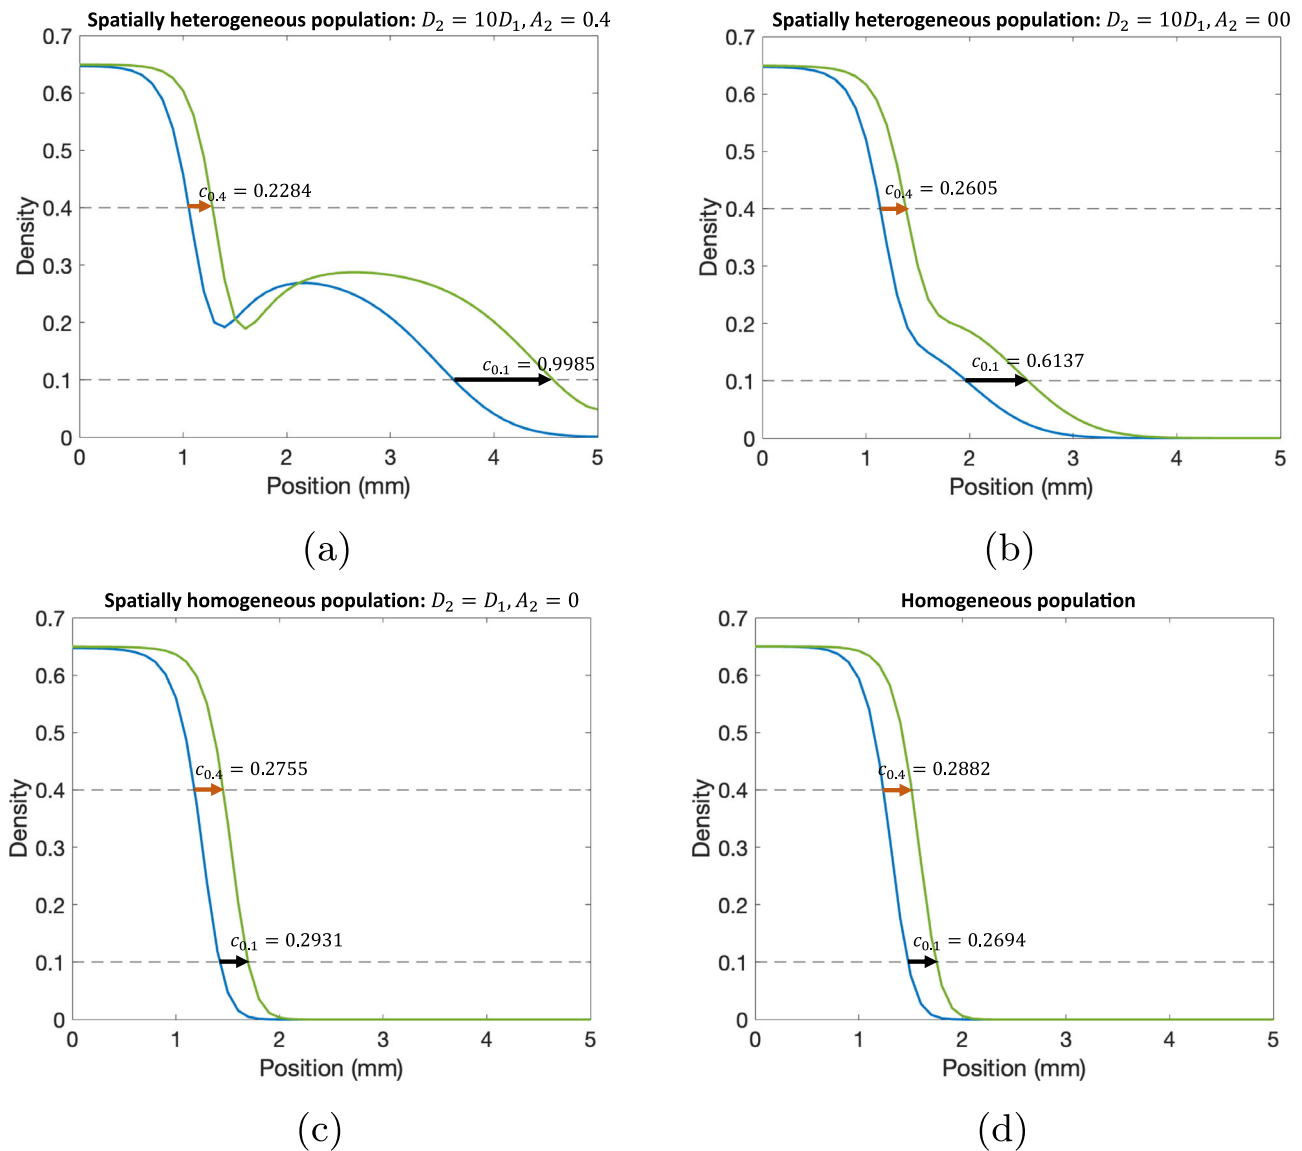 Spatially heterogeneous population: D₂ = 10D₁, A₂ = 0.4
0.7
0.6
0.5
0.4
0.3
0.2
0.1
0
Density
c₀.₄ = 0.2284
c₀.₁ = 0.9985
0 1 2 3 4 5
Position (mm)
(a)
Spatially heterogeneous population: D₂ = 10D₁, A₂ = 00
0.7
0.6
0.5
0.4
0.3
0.2
0.1
0
Density
c₀.₄ = 0.2605
c₀.₁ = 0.6137
0 1 2 3 4 5
Position (mm)
(b)
Spatially homogeneous population: D₂ = D₁, A₂ = 0
0.7
0.6
0.5
0.4
0.3
0.2
0.1
0
Density
c₀.₄ = 0.2755
c₀.₁ = 0.2931
0 1 2 3 4 5
Position (mm)
(c)
Homogeneous population
0.7
0.6
0.5
0.4
0.3
0.2
0.1
0
Density
c₀.₄ = 0.2882
c₀.₁ = 0.2694
0 1 2 3 4 5
Position (mm)
(d)